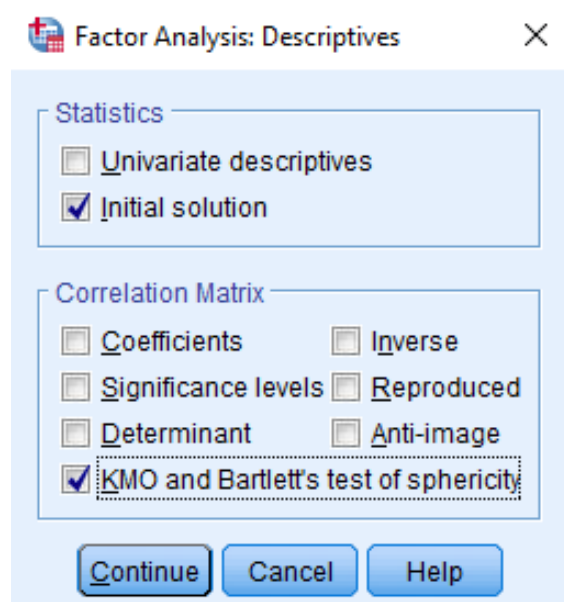 Factor Analysis: Descriptives
Statistics
Univariate descriptives
Initial solution
Correlation Matrix
Coefficients Inverse
Significance levels Reproduced
Determinant Anti-image
KMO and Bartlett's test of sphericity
Continue Cancel Help